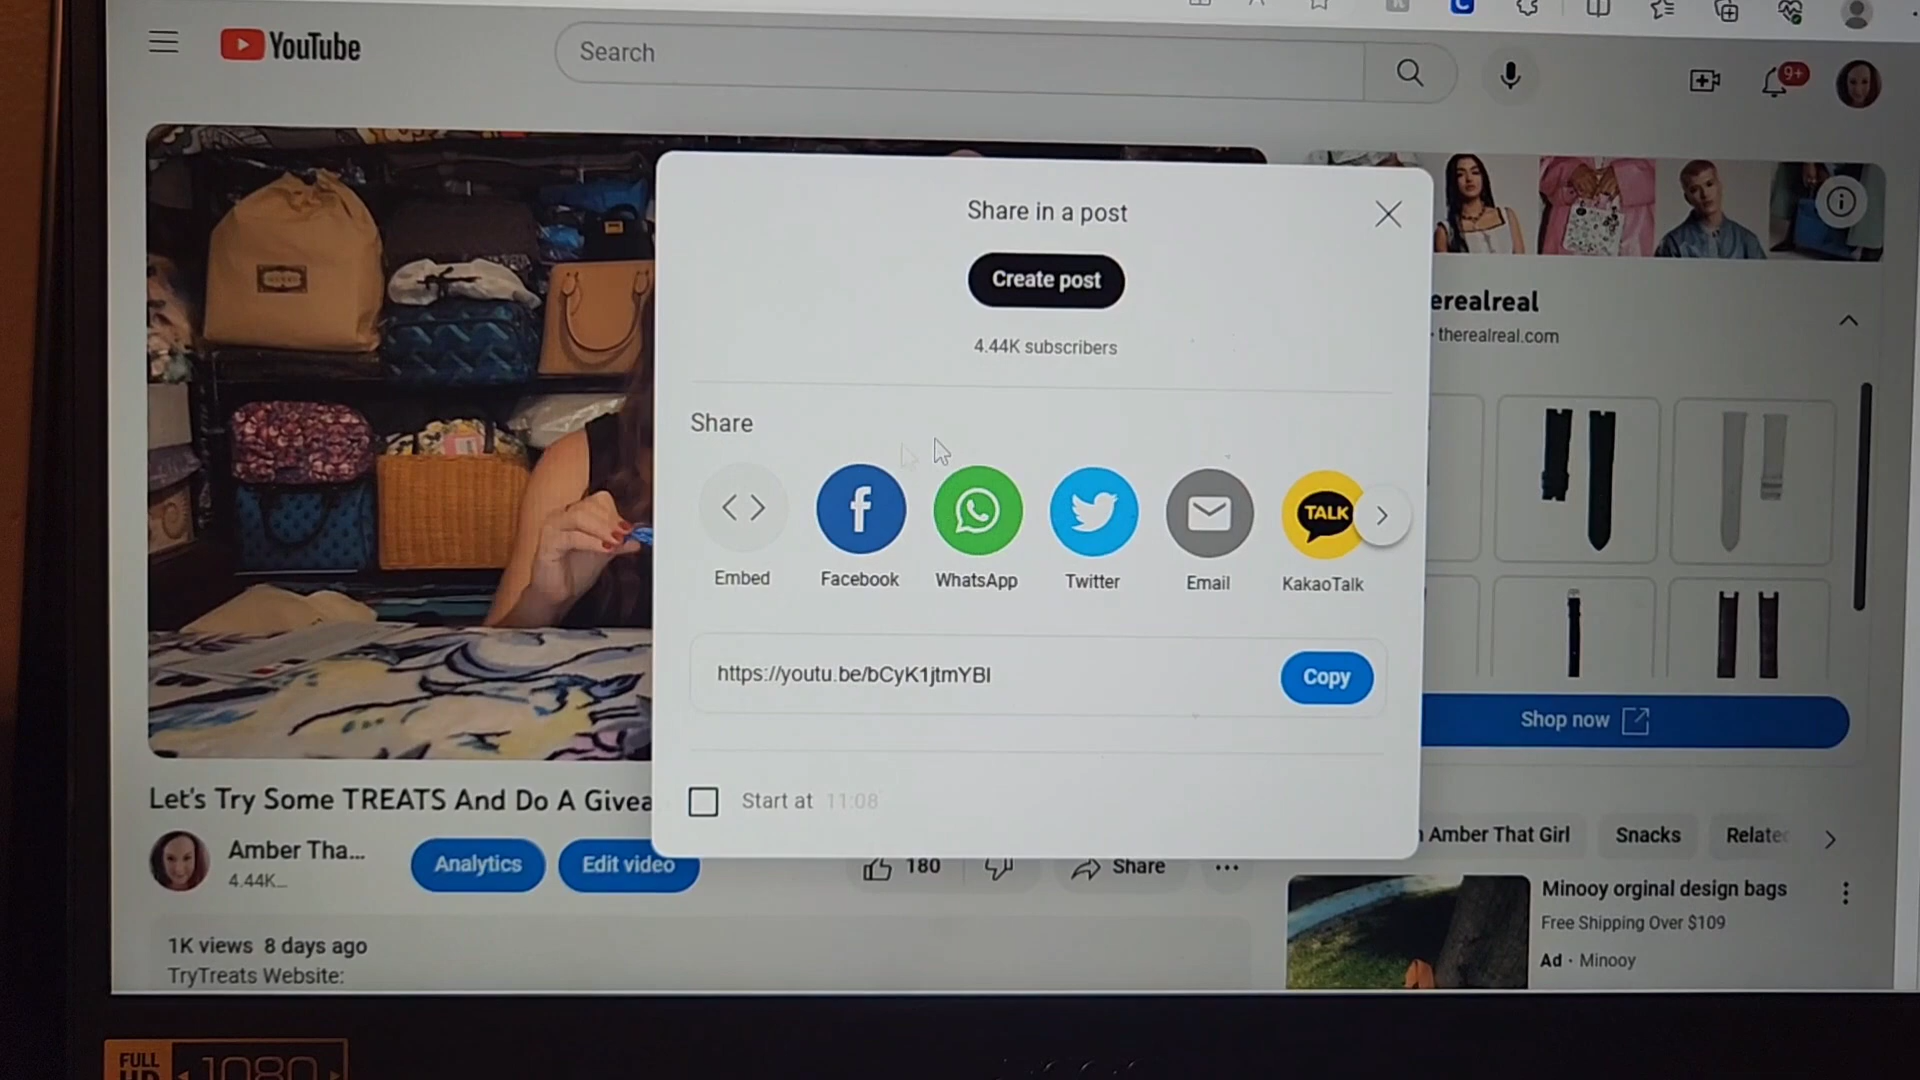 YouTube
Search
9+
Share in a post
Create post
4.44K subscribers
erealreal
therealreal.com
Share
TALK
Embed
Facebook
WhatsApp
Twitter
Email
KakaoTalk
https://youtu.be/bCyK1jtmYBI
Copy
Shop now
Start at 11:08
Let's Try Some TREATS And Do A Givea
Amber Tha...
4.44K...
Analytics
Edit video
180
Share
Amber That Girl
Snacks
Relate
Minooy orginal design bags
Free Shipping Over $109
Ad · Minooy
1K views 8 days ago
TryTreats Website:
FULL
HD
1080